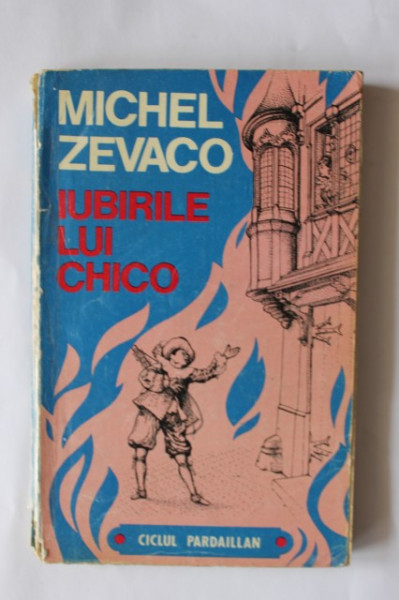 MICHEL
ZEVACO
IUBIRILE
LUI
CHICO
CICLUL PARDAILLAN